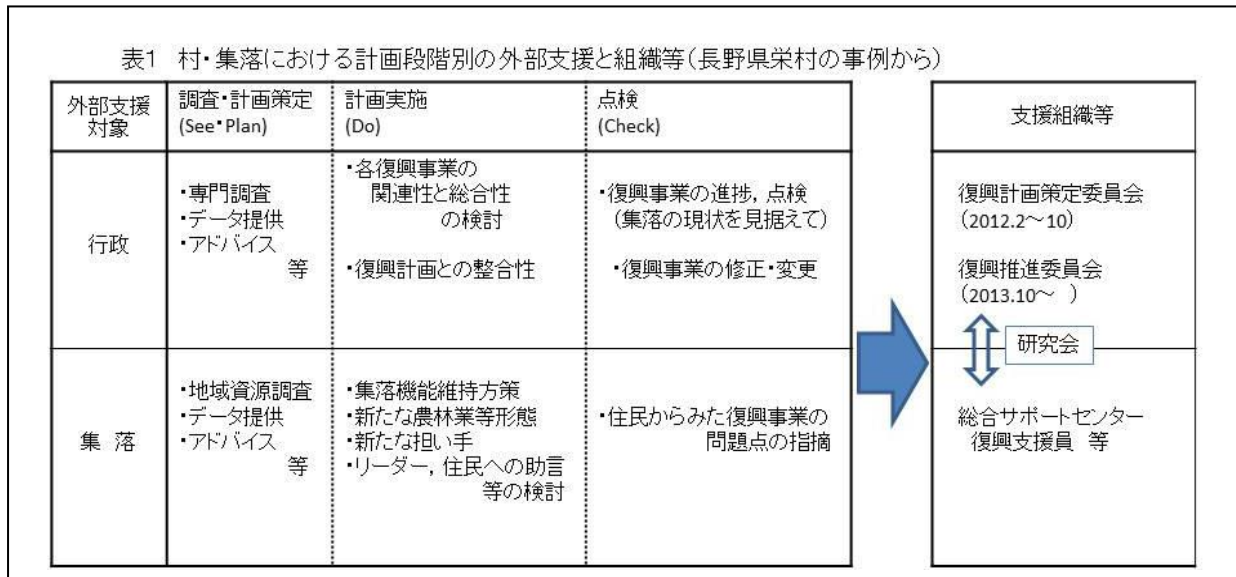 表1 村・集落における計画段階別の外部支援と組織等(長野県栄村の事例から)
外部支援
対象
調査・計画策定
(See・Plan)
計画実施
(Do)
点検
(Check)
支援組織等
行政
・専門調査
・データ提供
・アドバイス
等
・各復興事業の
関連性と総合性
の検討
・復興計画との整合性
・復興事業の進捗, 点検
(集落の現状を見据えて)
・復興事業の修正・変更
復興計画策定委員会
(2012.2~10)
復興推進委員会
(2013.10~ )
研究会
集 落
・地域資源調査
・データ提供
・アドバイス
等
・集落機能維持方策
・新たな農林業等形態
・新たな担い手
・リーダー, 住民への助言
等の検討
・住民からみた復興事業の
問題点の指摘
総合サポートセンター
復興支援員 等